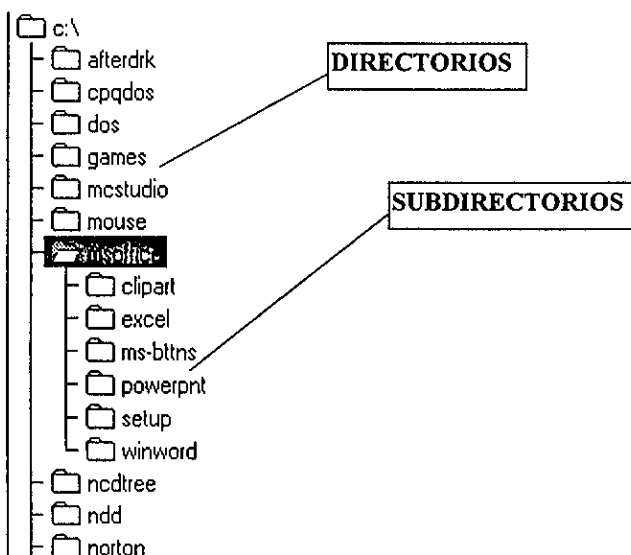 c:\
afterdrk
DIRECTORIOS
cpqdos
dos
games
mcstudio
SUBDIRECTORIOS
mouse
msoffice
clipart
excel
ms-bttns
powerpnt
setup
winword
ncdtree
ndd
norton